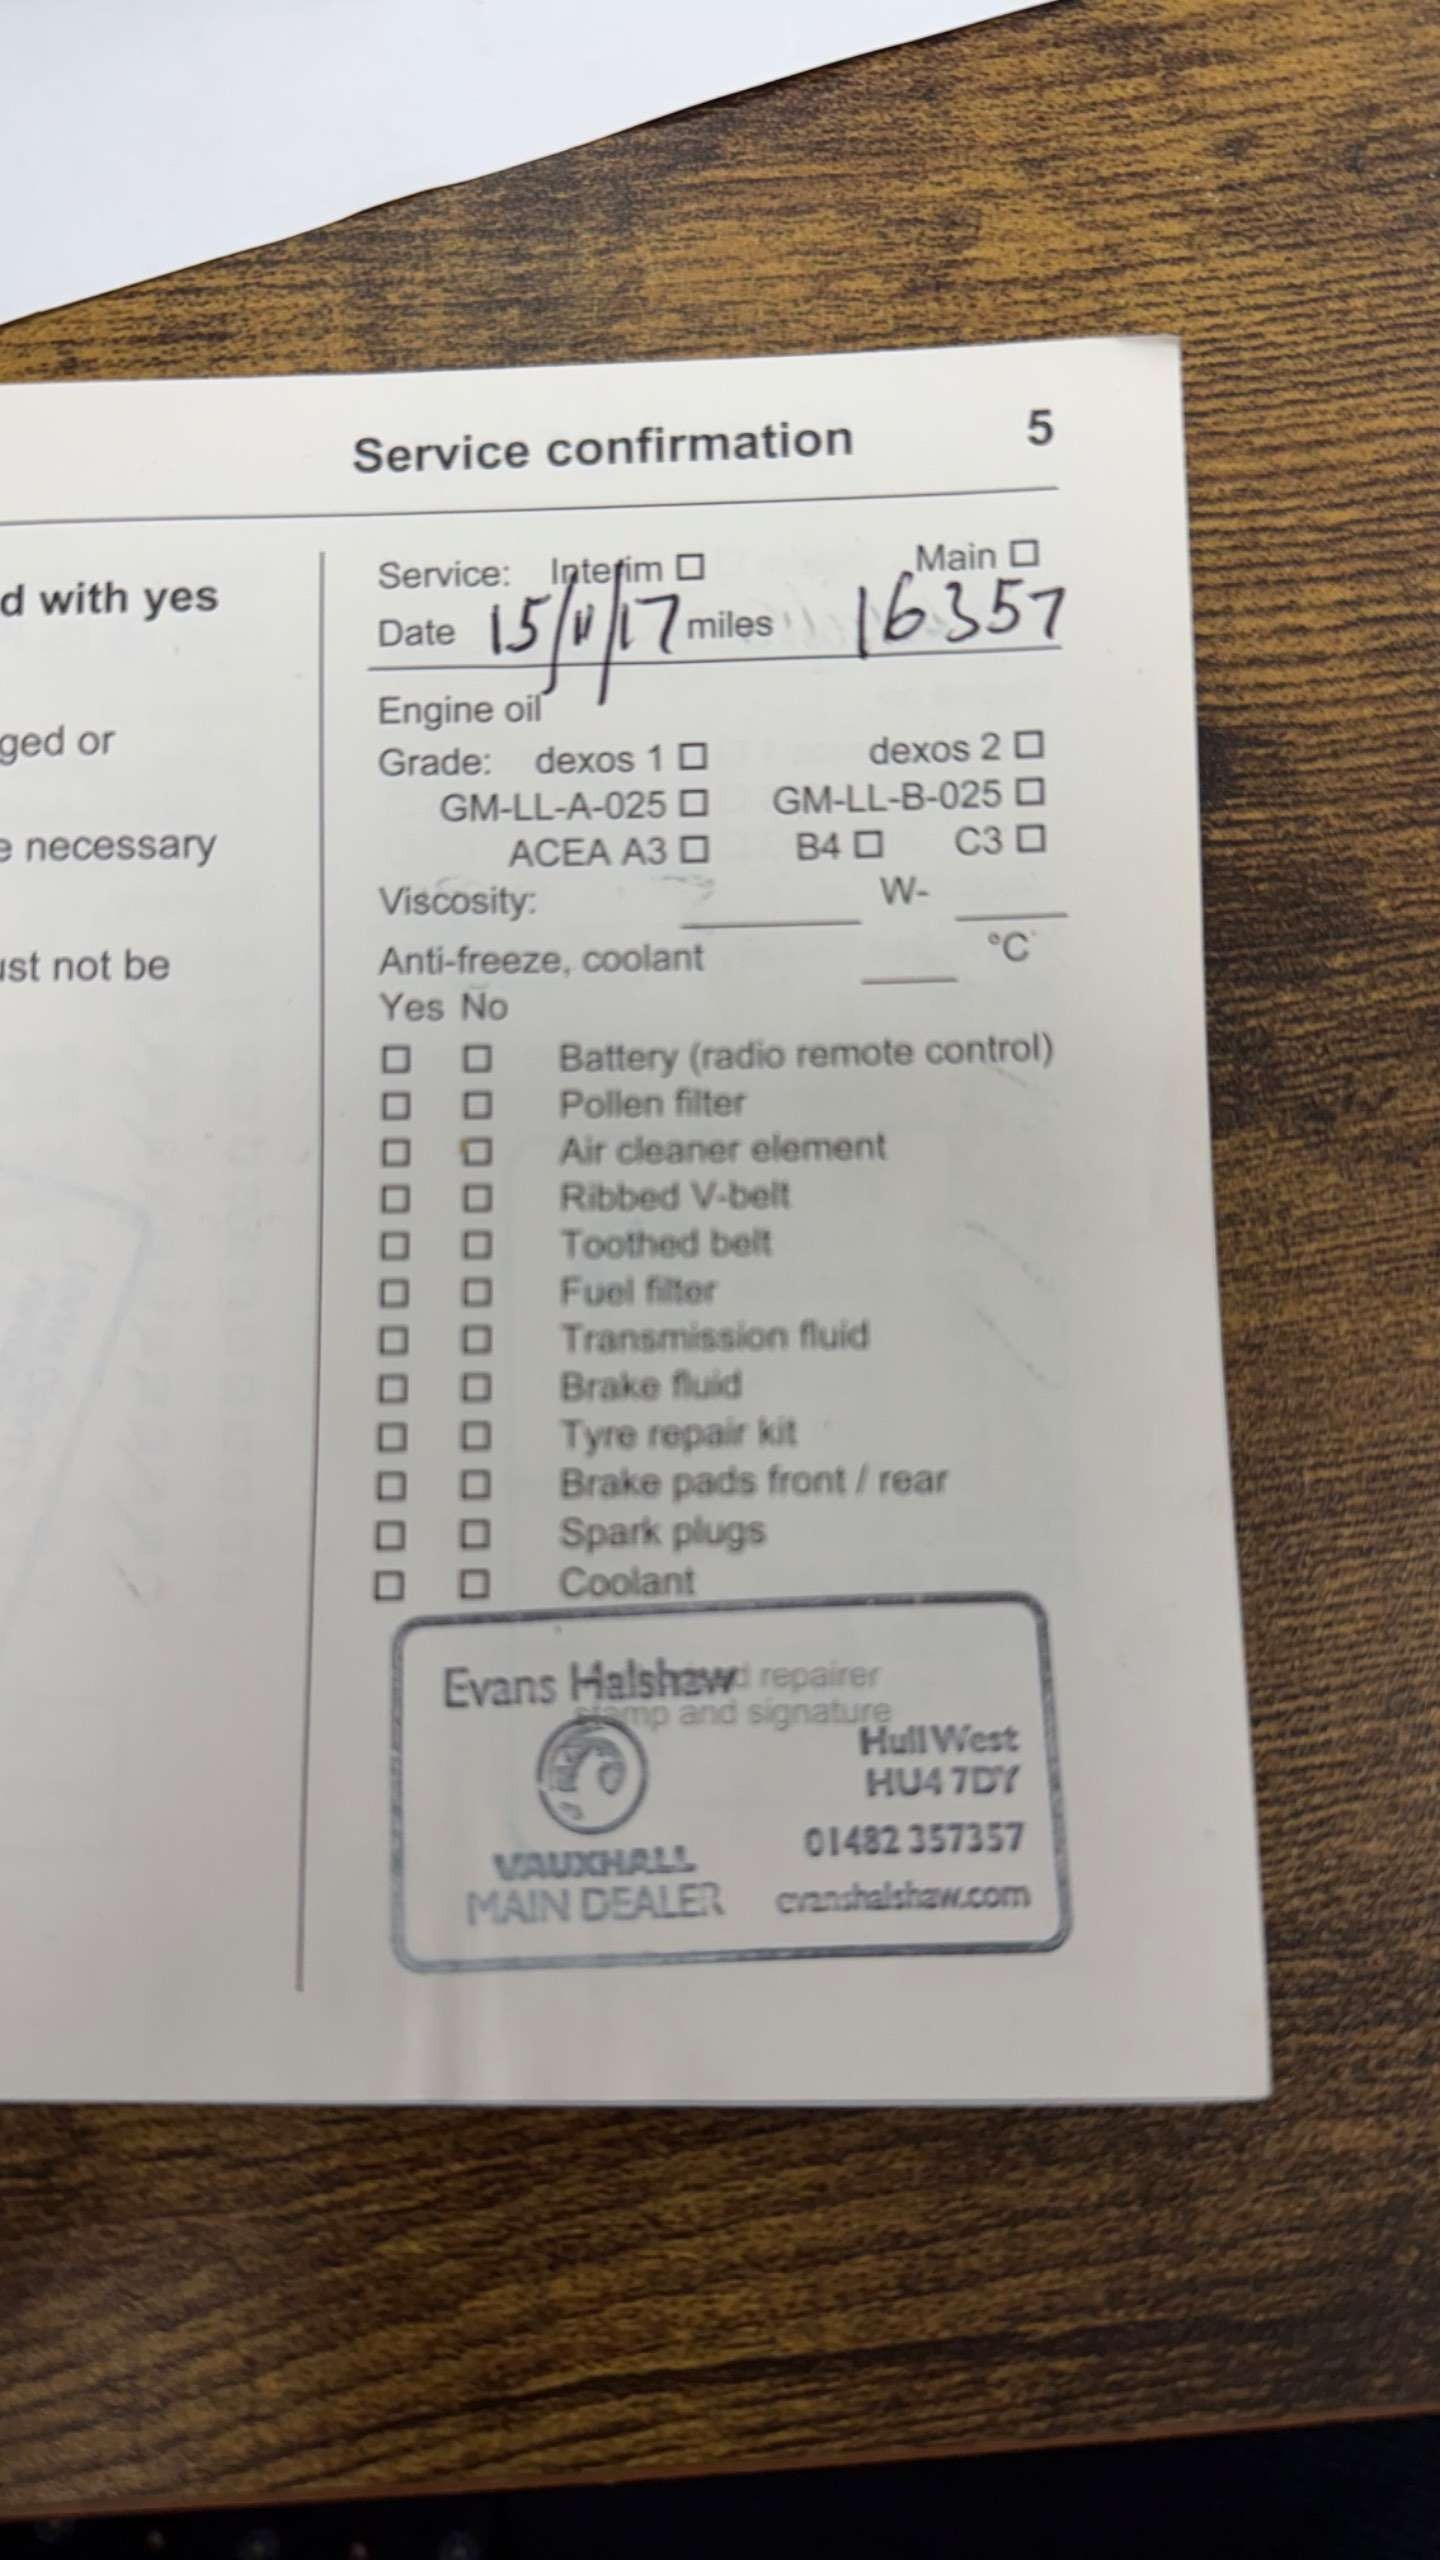 Service confirmation 5
d with yes
ged or
e necessary
ust not be
Service: Interim ☐ Main ☐
Date 15/11/17 miles 16357
Engine oil
Grade: dexos 1 ☐ dexos 2 ☐
GM-LL-A-025 ☐ GM-LL-B-025 ☐
ACEA A3 ☐ B4 ☐ C3 ☐
Viscosity: W-
Anti-freeze, coolant °C
Yes No
☐ ☐ Battery (radio remote control)
☐ ☐ Pollen filter
☐ ☐ Air cleaner element
☐ ☐ Ribbed V-belt
☐ ☐ Toothed belt
☐ ☐ Fuel filter
☐ ☐ Transmission fluid
☐ ☐ Brake fluid
☐ ☐ Tyre repair kit
☐ ☐ Brake pads front / rear
☐ ☐ Spark plugs
☐ ☐ Coolant
Evans Halshaw
repairer
stamp and signature
Hull West
HU4 7DY
01482 357357
VAUXHALL
MAIN DEALER
evanshalshaw.com